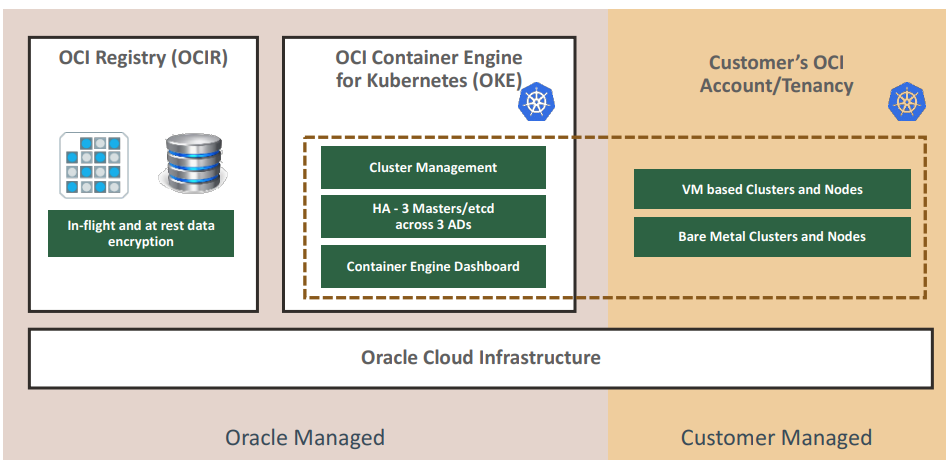 OCI Registry (OCIR)
In-flight and at rest data
encryption
OCI Container Engine
for Kubernetes (OKE)
Cluster Management
HA - 3 Masters/etcd
across 3 ADs
Container Engine Dashboard
Customer's OCI
Account/Tenancy
VM based Clusters and Nodes
Bare Metal Clusters and Nodes
Oracle Cloud Infrastructure
Oracle Managed
Customer Managed